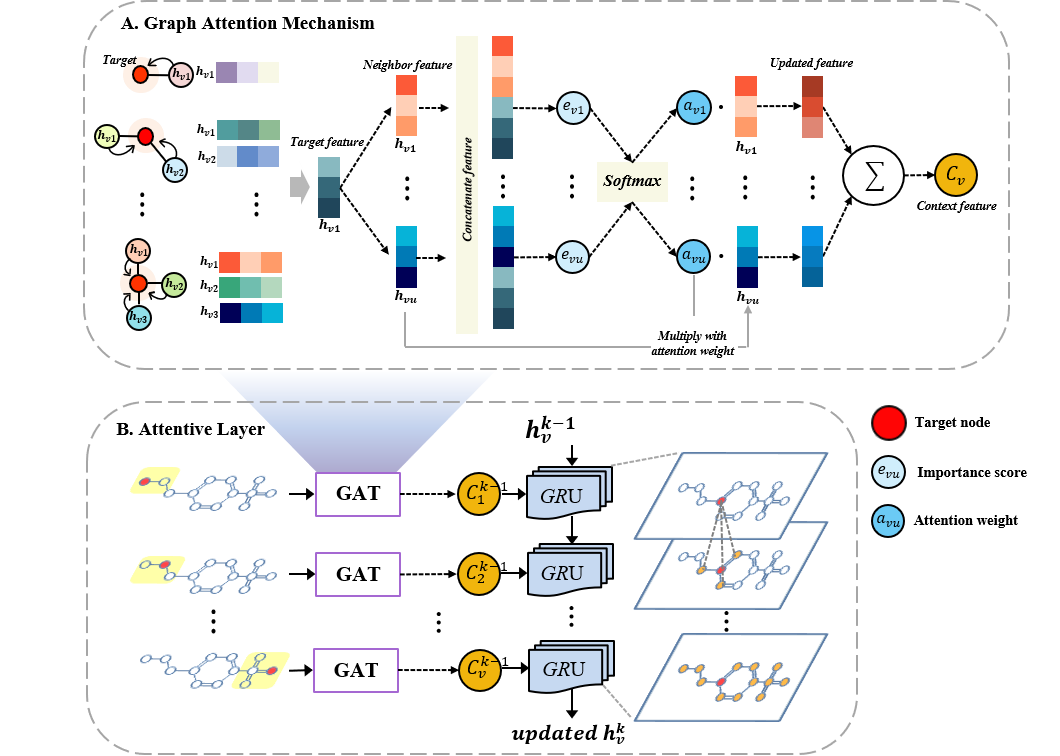 A. Graph Attention Mechanism
Target
h_{v1}
h_{v1}
h_{v1}
h_{v2}
h_{v1}
h_{v2}
h_{v1}
h_{v2}
h_{v3}
h_{v1}
h_{v2}
h_{v3}
Target feature
h_{v1}
Neighbor feature
h_{v1}
h_{vu}
Concatenate feature
e_{v1}
e_{vu}
Softmax
a_{v1}
a_{vu}
h_{v1}
h_{vu}
Updated feature
Σ
C_v
Context feature
Multiply with
attention weight
B. Attentive Layer
h_v^{k-1}
GAT
C_1^{k-1}
GRU
GAT
C_2^{k-1}
GRU
GAT
C_v^{k-1}
GRU
updated h_v^k
Target node
e_{vu} Importance score
a_{vu} Attention weight